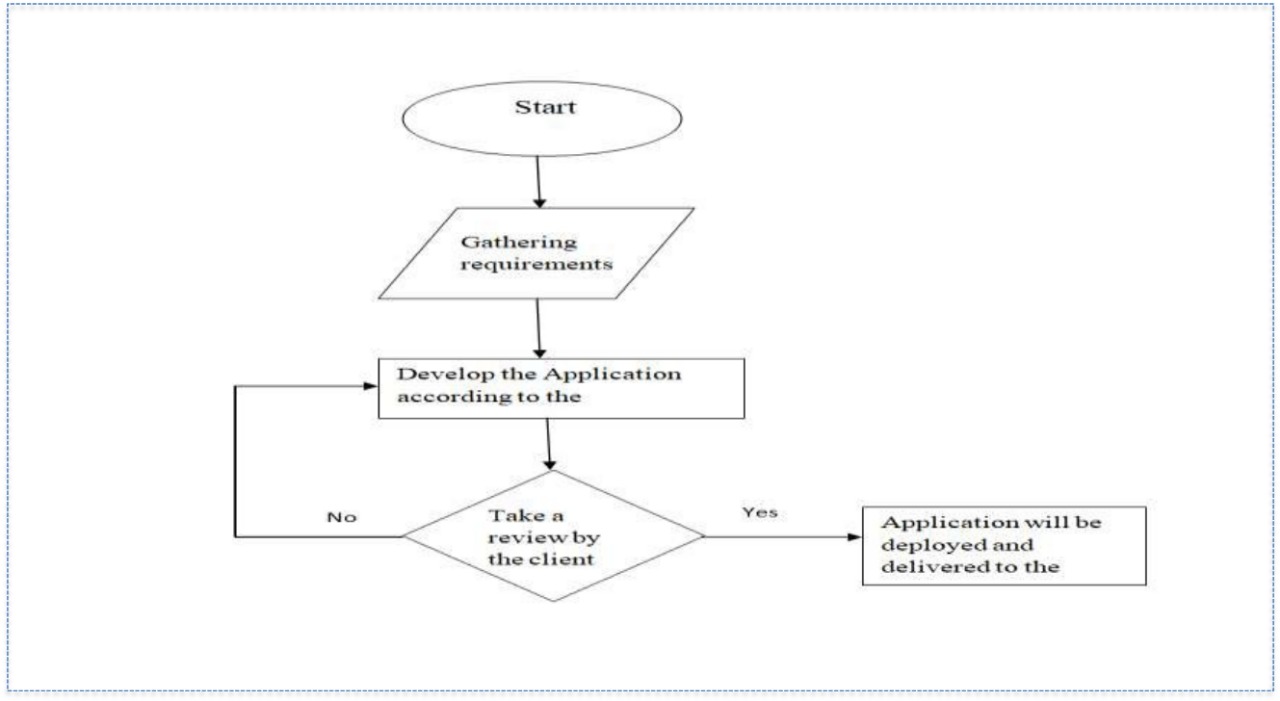 Start
Gathering
requirements
Develop the Application
according to the
No
Take a
review by
the client
Yes
Application will be
deployed and
delivered to the